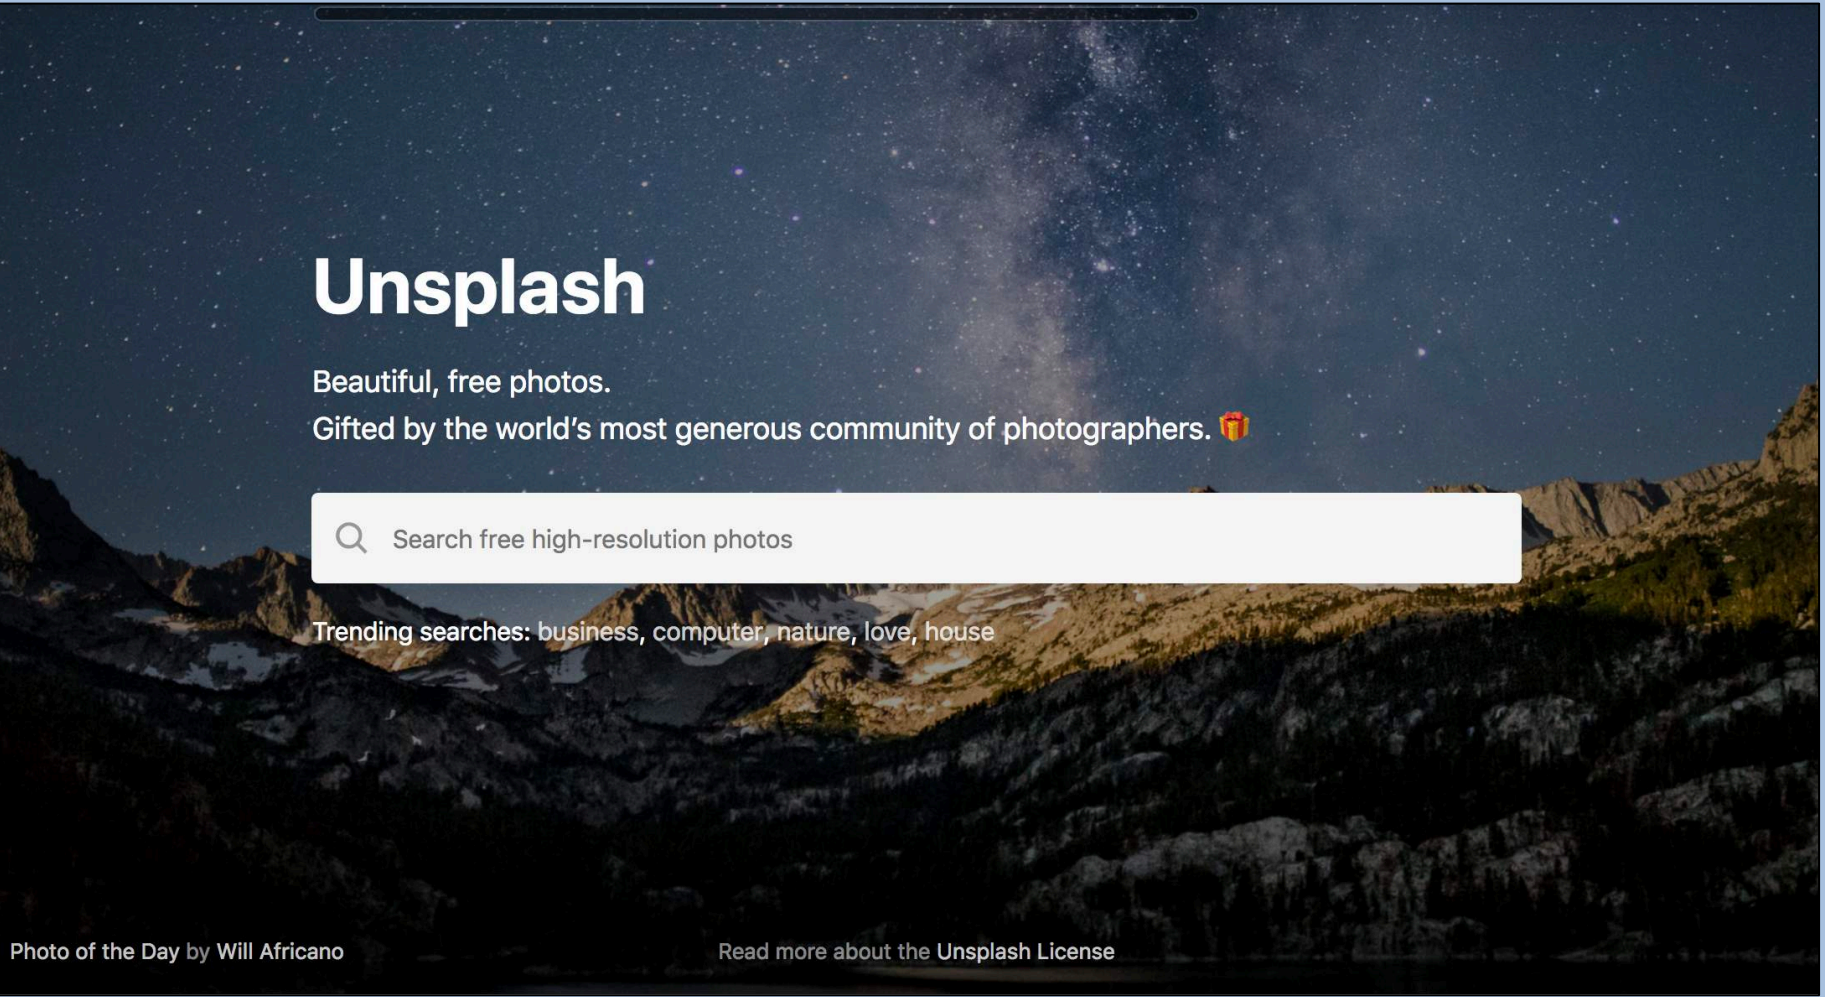 Unsplash
Beautiful, free photos.
Gifted by the world’s most generous community of photographers. 🎁
Search free high-resolution photos
Trending searches: business, computer, nature, love, house
Photo of the Day by Will Africano
Read more about the Unsplash License